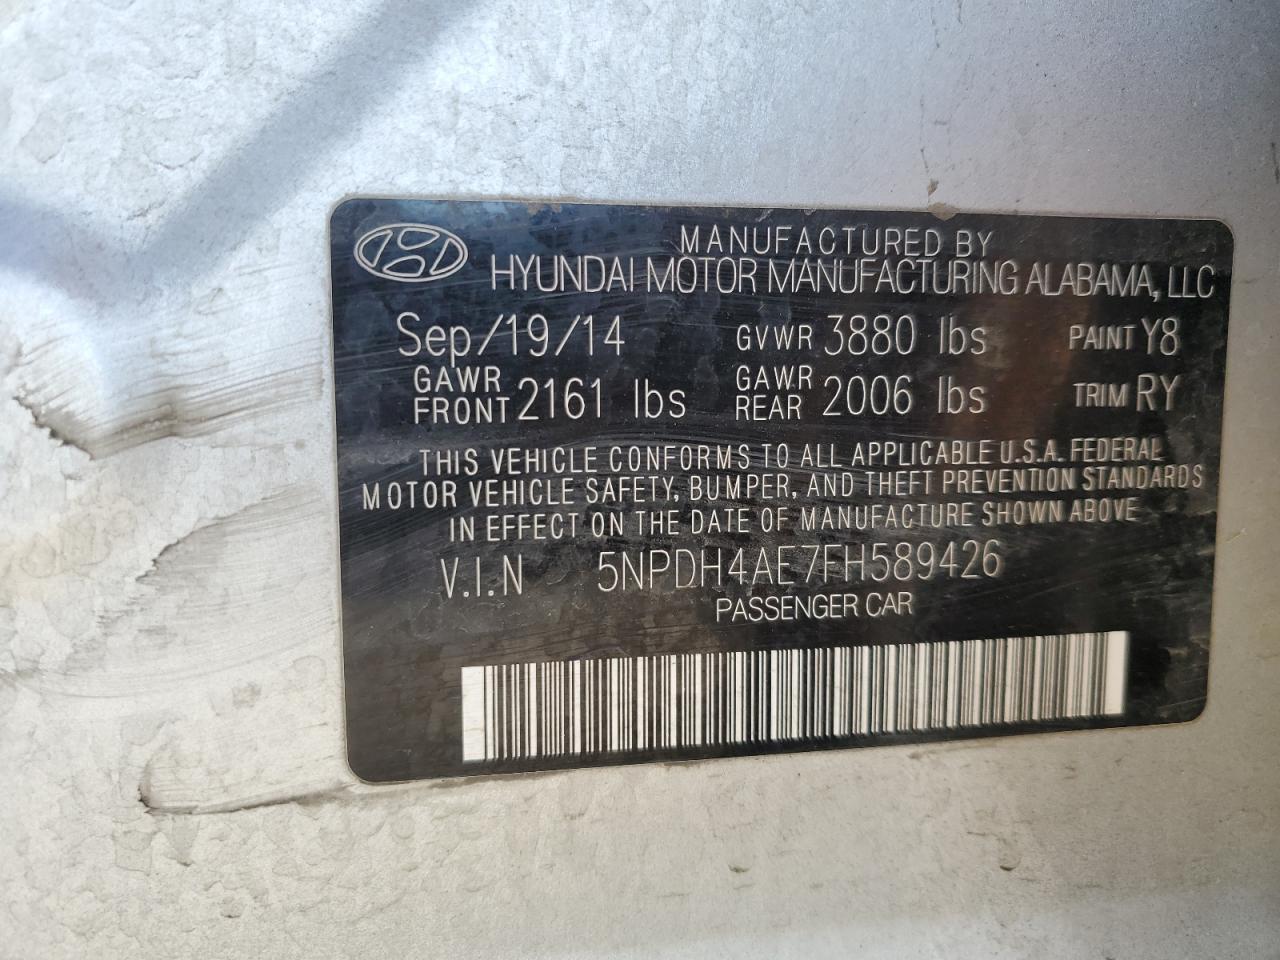 MANUFACTURED BY
HYUNDAI MOTOR MANUFACTURING ALABAMA, LLC
Sep/19/14 GVWR 3880 lbs PAINT Y8
GAWR FRONT 2161 lbs GAWR REAR 2006 lbs TRIM RY
THIS VEHICLE CONFORMS TO ALL APPLICABLE U.S.A. FEDERAL
MOTOR VEHICLE SAFETY, BUMPER, AND THEFT PREVENTION STANDARDS
IN EFFECT ON THE DATE OF MANUFACTURE SHOWN ABOVE
V.I.N 5NPDH4AE7FH589426
PASSENGER CAR